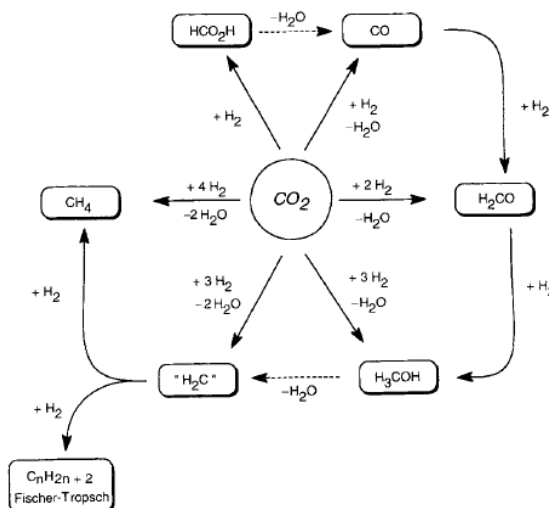 –H₂O
HCO₂H
CO
+ H₂
+ H₂
–H₂O
+ H₂
+ 4 H₂
–2 H₂O
CH₄
CO₂
+ 2 H₂
–H₂O
H₂CO
+ 3 H₂
–2 H₂O
+ 3 H₂
–H₂O
+ H₂
+ H
" H₂C "
–H₂O
H₃COH
+ H₂
CnH2n + 2
Fischer-Tropsch